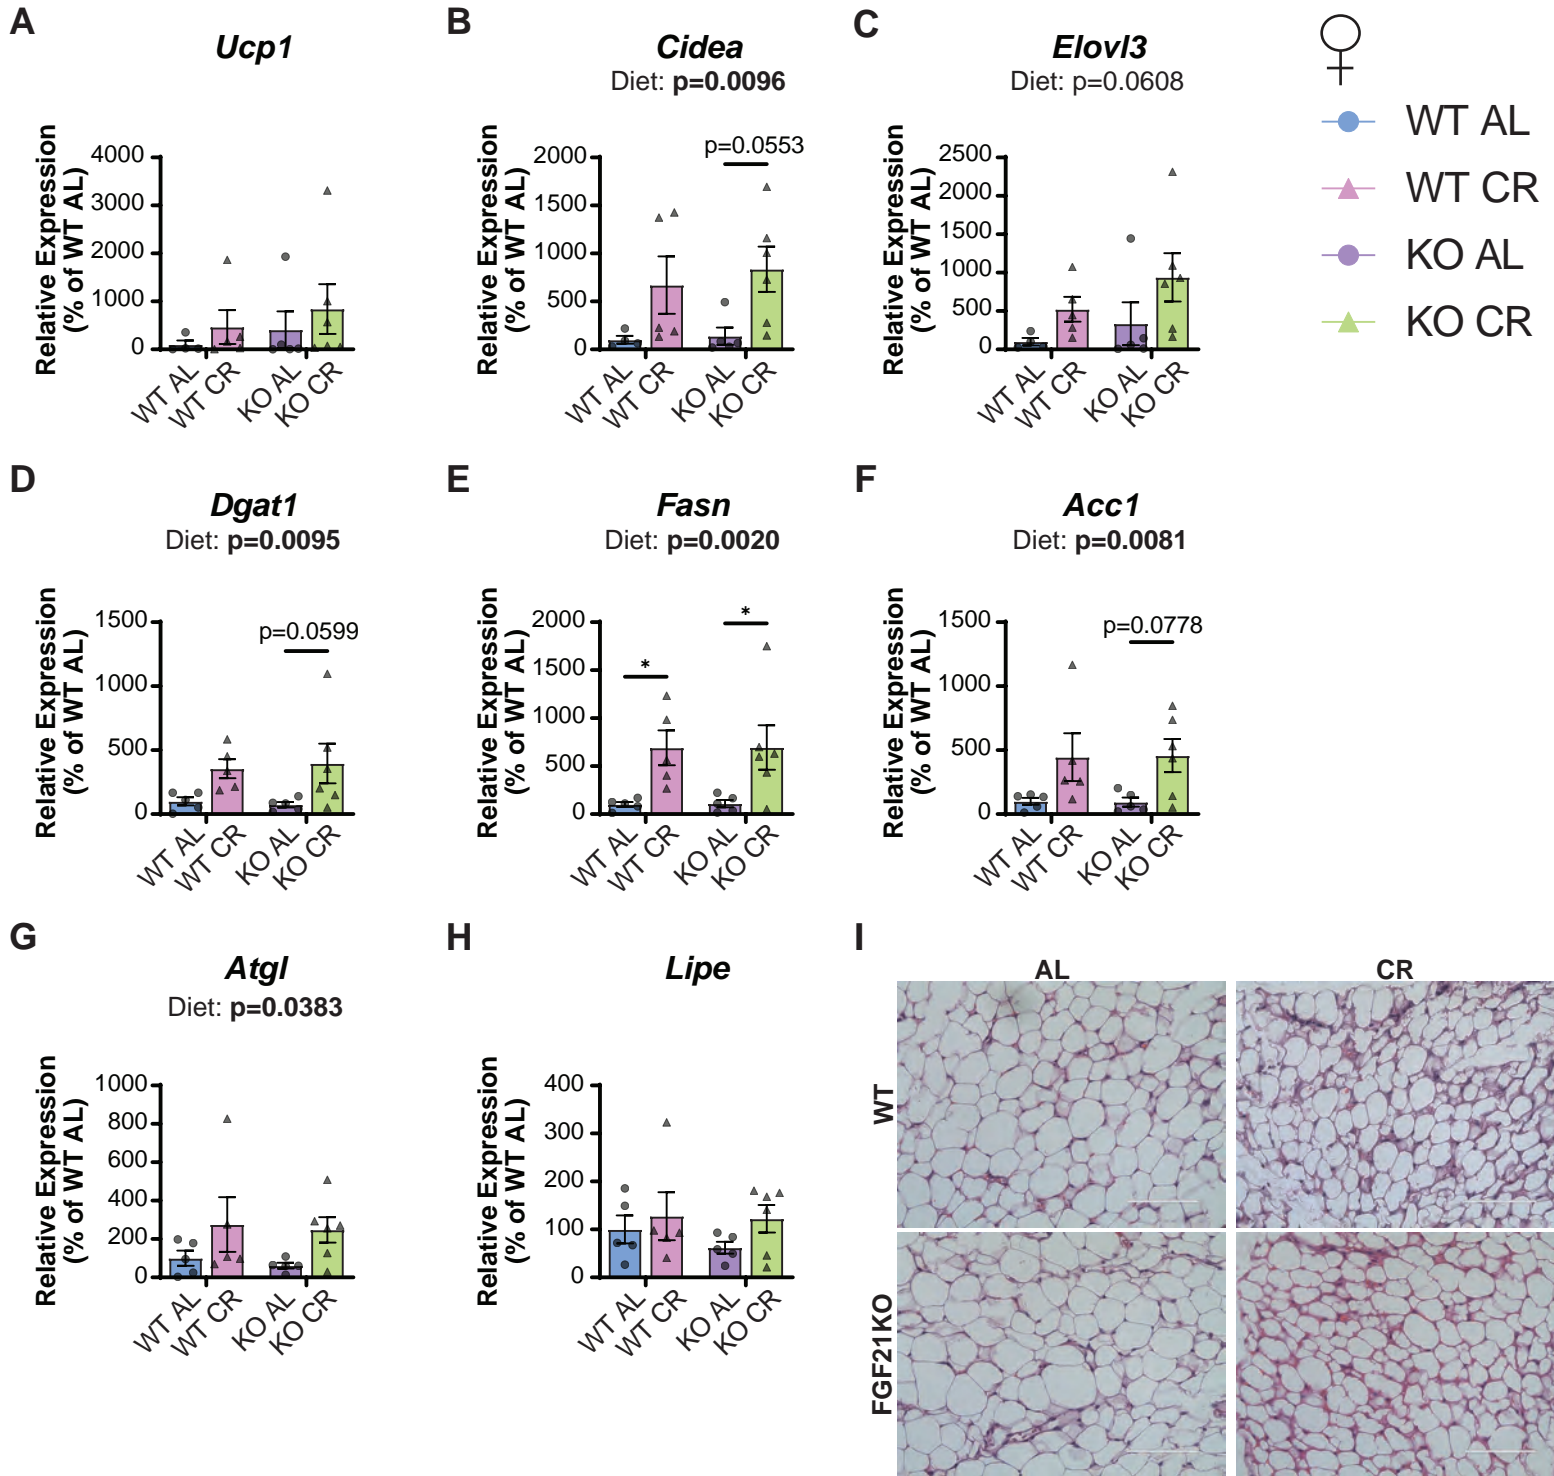 A
Ucp1
Relative Expression
(% of WT AL)
4000
3000
2000
1000
0
WT AL
WT CR
KO AL
KO CR
B
Cidea
Diet: p=0.0096
p=0.0553
Relative Expression
(% of WT AL)
2000
1500
1000
500
0
WT AL
WT CR
KO AL
KO CR
C
Elovl3
Diet: p=0.0608
Relative Expression
(% of WT AL)
2500
2000
1500
1000
500
0
WT AL
WT CR
KO AL
KO CR
♀
WT AL
WT CR
KO AL
KO CR
D
Dgat1
Diet: p=0.0095
p=0.0599
Relative Expression
(% of WT AL)
1500
1000
500
0
WT AL
WT CR
KO AL
KO CR
E
Fasn
Diet: p=0.0020
*
*
Relative Expression
(% of WT AL)
2000
1500
1000
500
0
WT AL
WT CR
KO AL
KO CR
F
Acc1
Diet: p=0.0081
p=0.0778
Relative Expression
(% of WT AL)
1500
1000
500
0
WT AL
WT CR
KO AL
KO CR
G
Atgl
Diet: p=0.0383
Relative Expression
(% of WT AL)
1000
800
600
400
200
0
WT AL
WT CR
KO AL
KO CR
H
Lipe
Relative Expression
(% of WT AL)
400
300
200
100
0
WT AL
WT CR
KO AL
KO CR
I
AL
CR
WT
FGF21KO